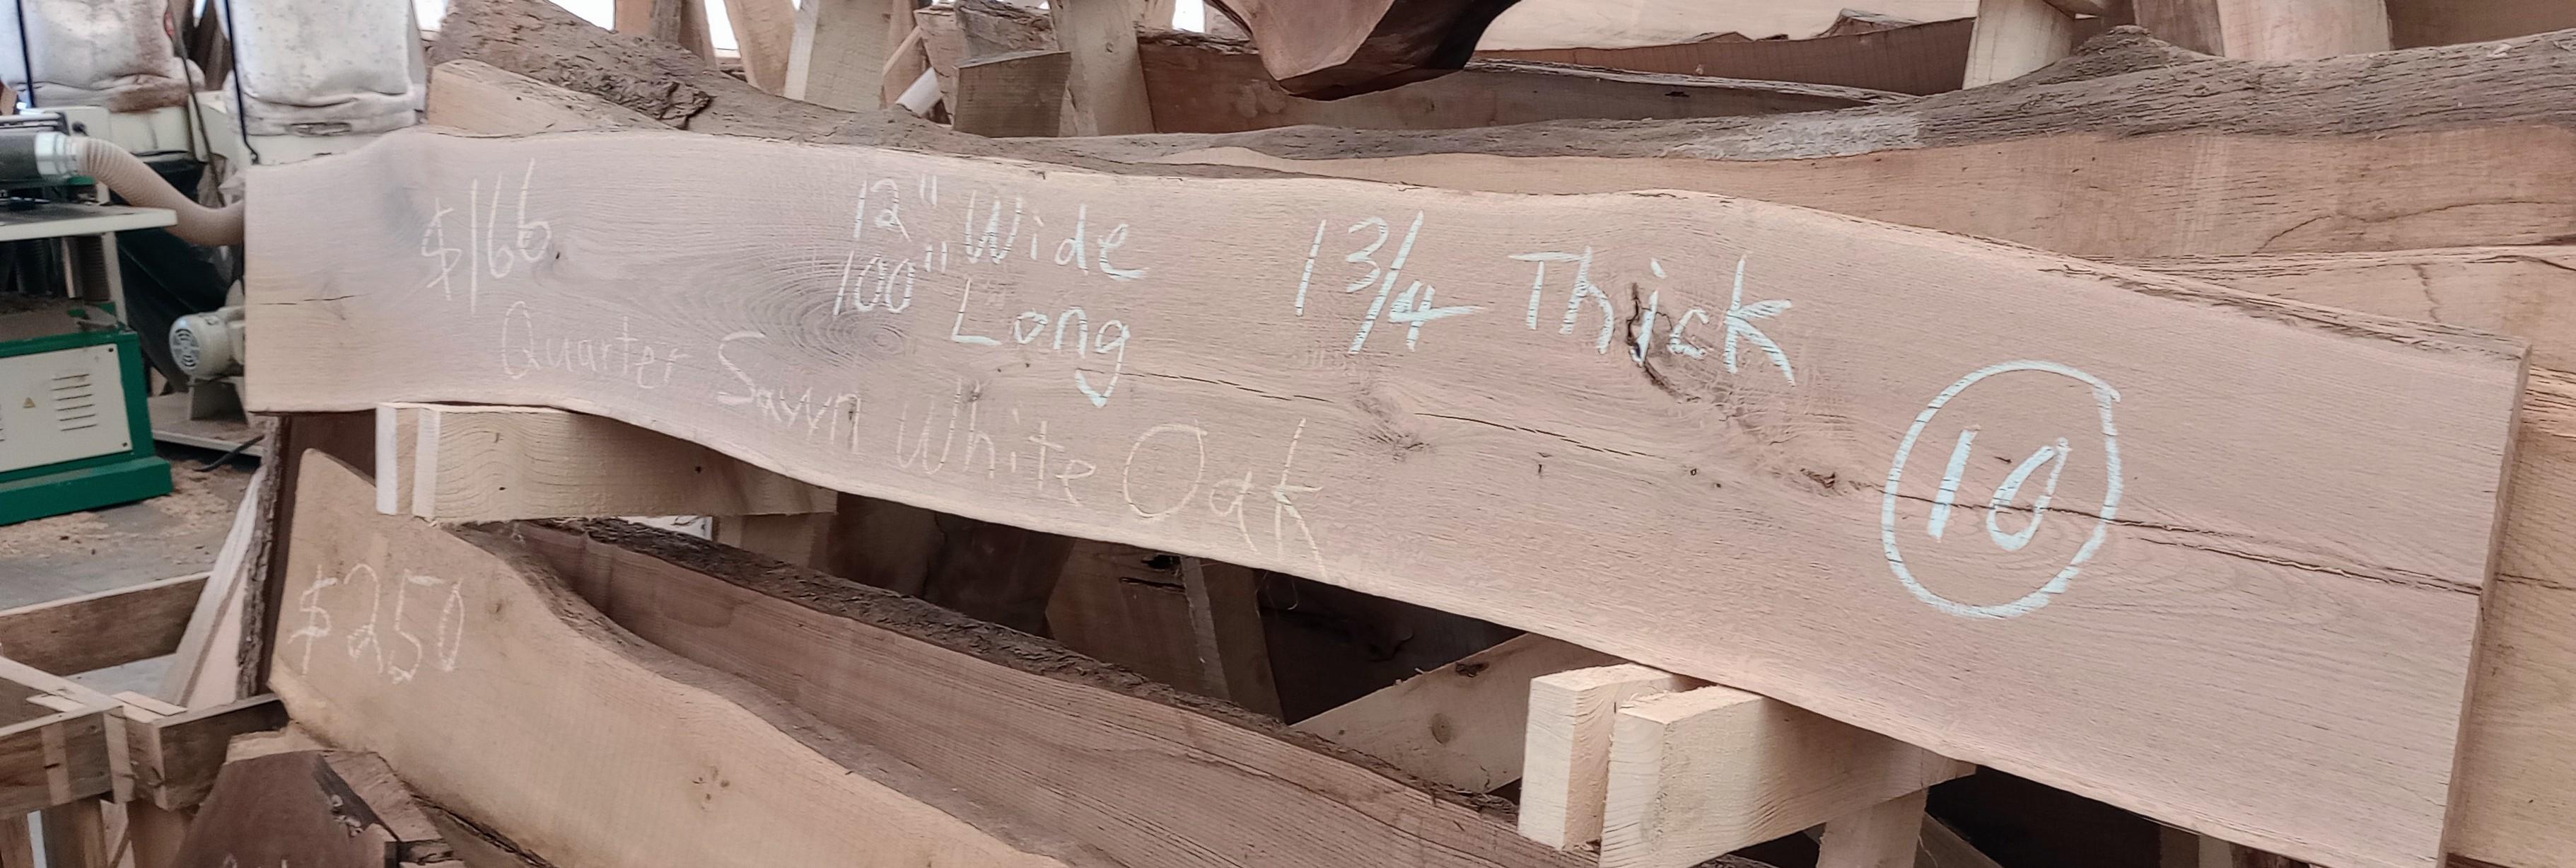 $166
12" Wide
100" Long
1 3/4 Thick
Quarter Sawn White Oak
10
$250